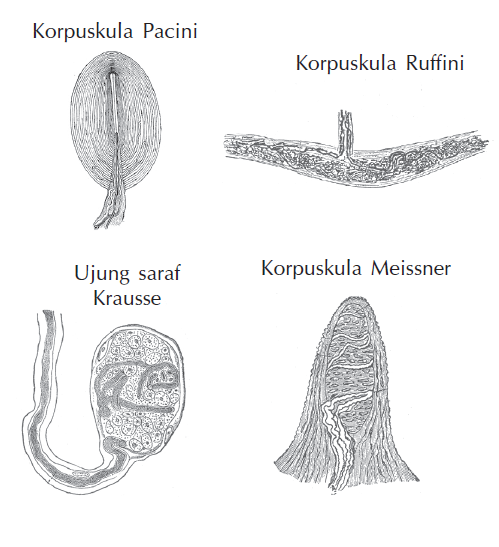 Korpuskula Pacini
Korpuskula Ruffini
Ujung saraf
Krausse
Korpuskula Meissner